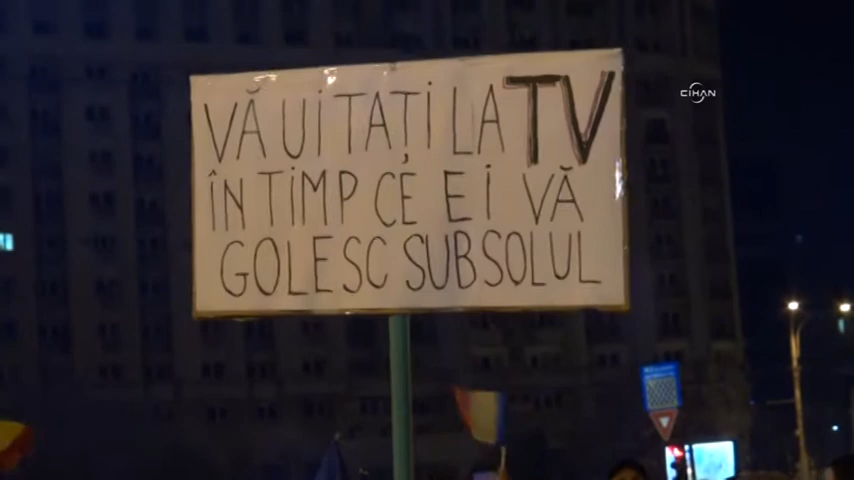 VĂ UITAȚI LA TV
ÎN TIMP CE EI VĂ
GOLESC SUBSOLUL
CIHAN